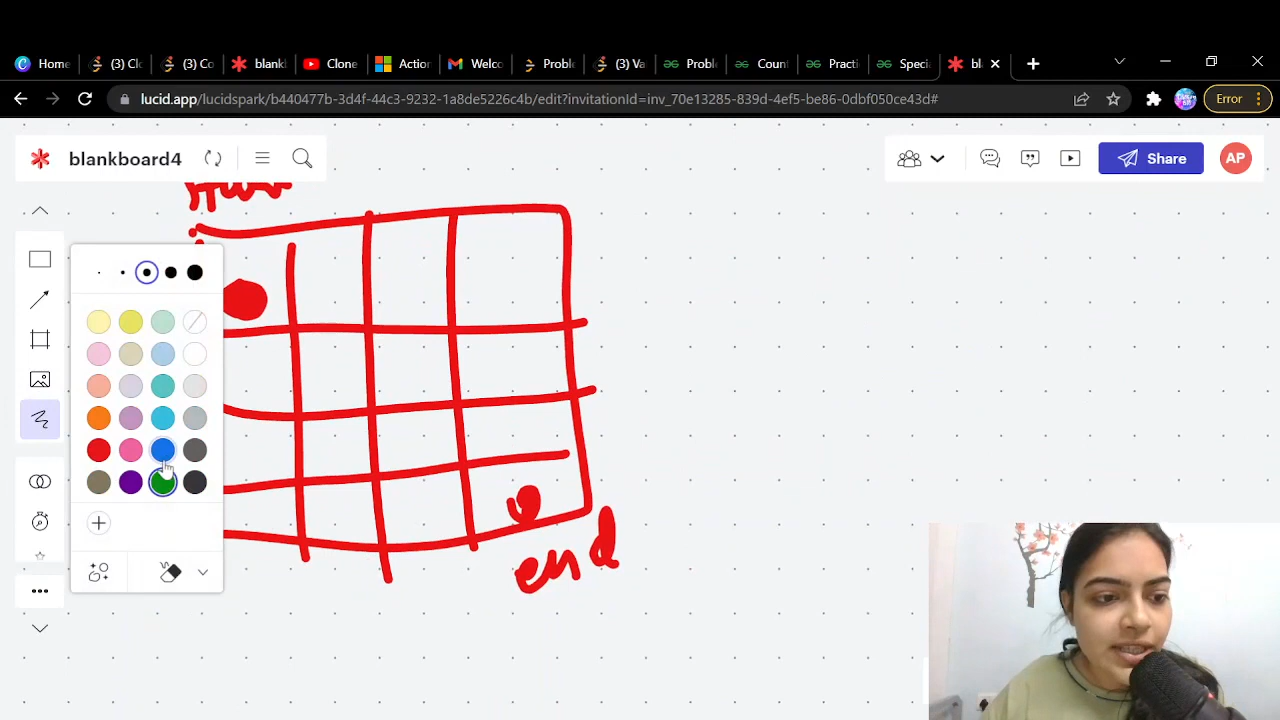 Home
(3) Cl
(3) Co
blank
Clone
Action
Welco
Proble
(3) Va
Probl
Count
Practi
Speci
bl
lucid.app/lucidspark/b440477b-3d4f-44c3-9232-1a8de5226c4b/edit?invitationId=inv_70e13285-839d-4ef5-be86-0dbf050ce43d#
Error
blankboard4
Share
AP
end